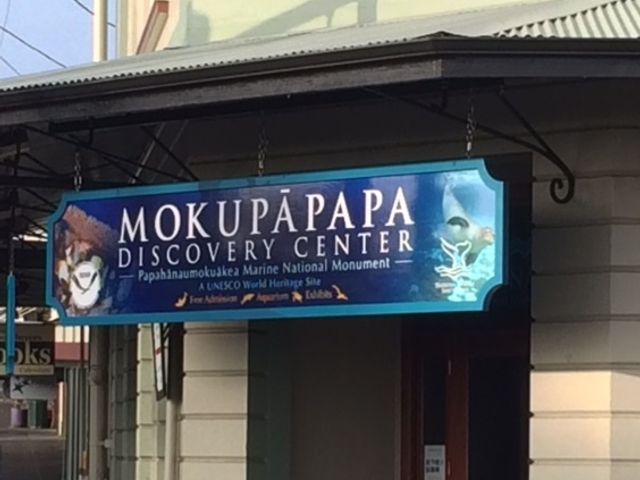 MOKUPĀPAPA
DISCOVERY CENTER
Papahānaumokuākea Marine National Monument
A UNESCO World Heritage Site
Free Admission Aquarium Exhibits